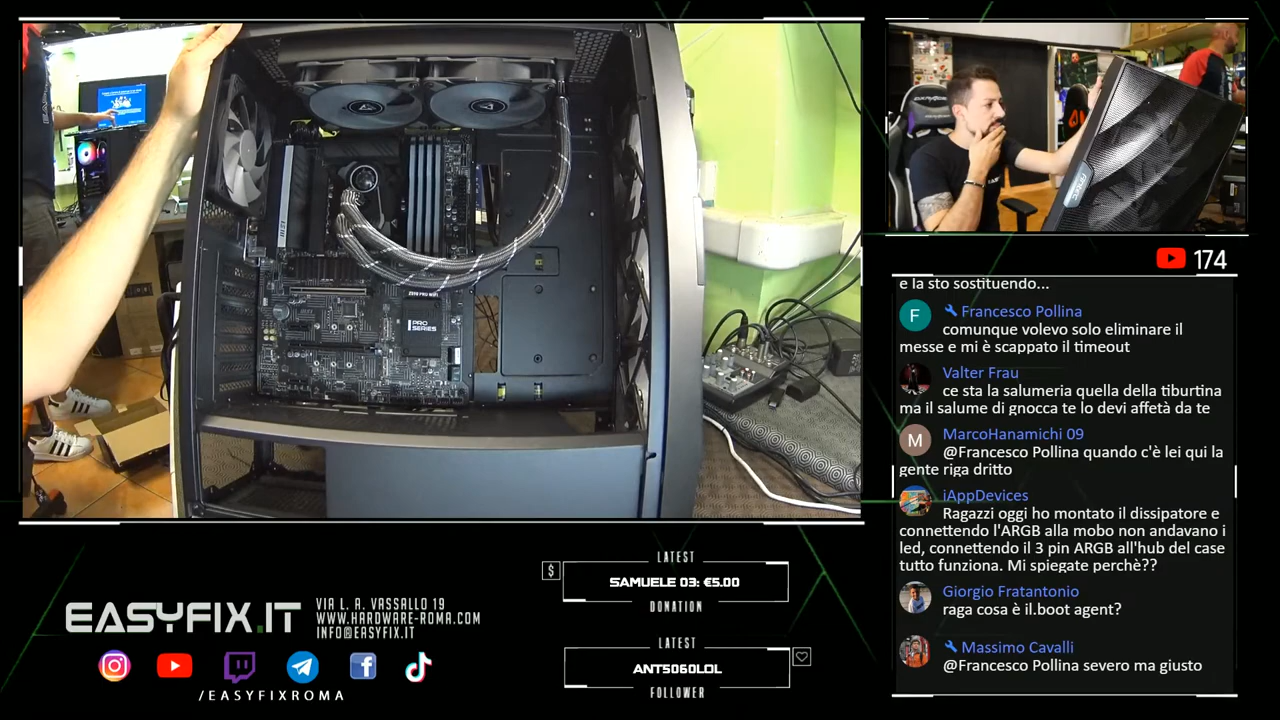 174
e la sto sostituendo...
F
Francesco Pollina
comunque volevo solo eliminire il
messe e mi è scappato il timeout
Valter Frau
ce sta la salumeria quella della tiburtina
ma il salume di gnocca te lo devi affetà da te
M
MarcoHanamichi 09
@Francesco Pollina quando c'è lei qui la
gente riga dritto
iAppDevices
Ragazzi oggi ho montato il dissipatore e
connettendo l'ARGB alla mobo non andavano i
led, connettendo il 3 pin ARGB all'hub del case
tutto funziona. Mi spiegate perchè??
Giorgio Fratantonio
raga cosa è il.boot agent?
Massimo Cavalli
@Francesco Pollina severo ma giusto
PRO
SERIES
EASYFIX.IT
VIA L. A. VASSALLO 19
WWW.HARDWARE-ROMA.COM
INFO@EASYFIX.IT
/EASYFIXROMA
LATEST
$
SAMUELE 03: €5.00
DONATION
LATEST
ANT5060LOL
FOLLOWER